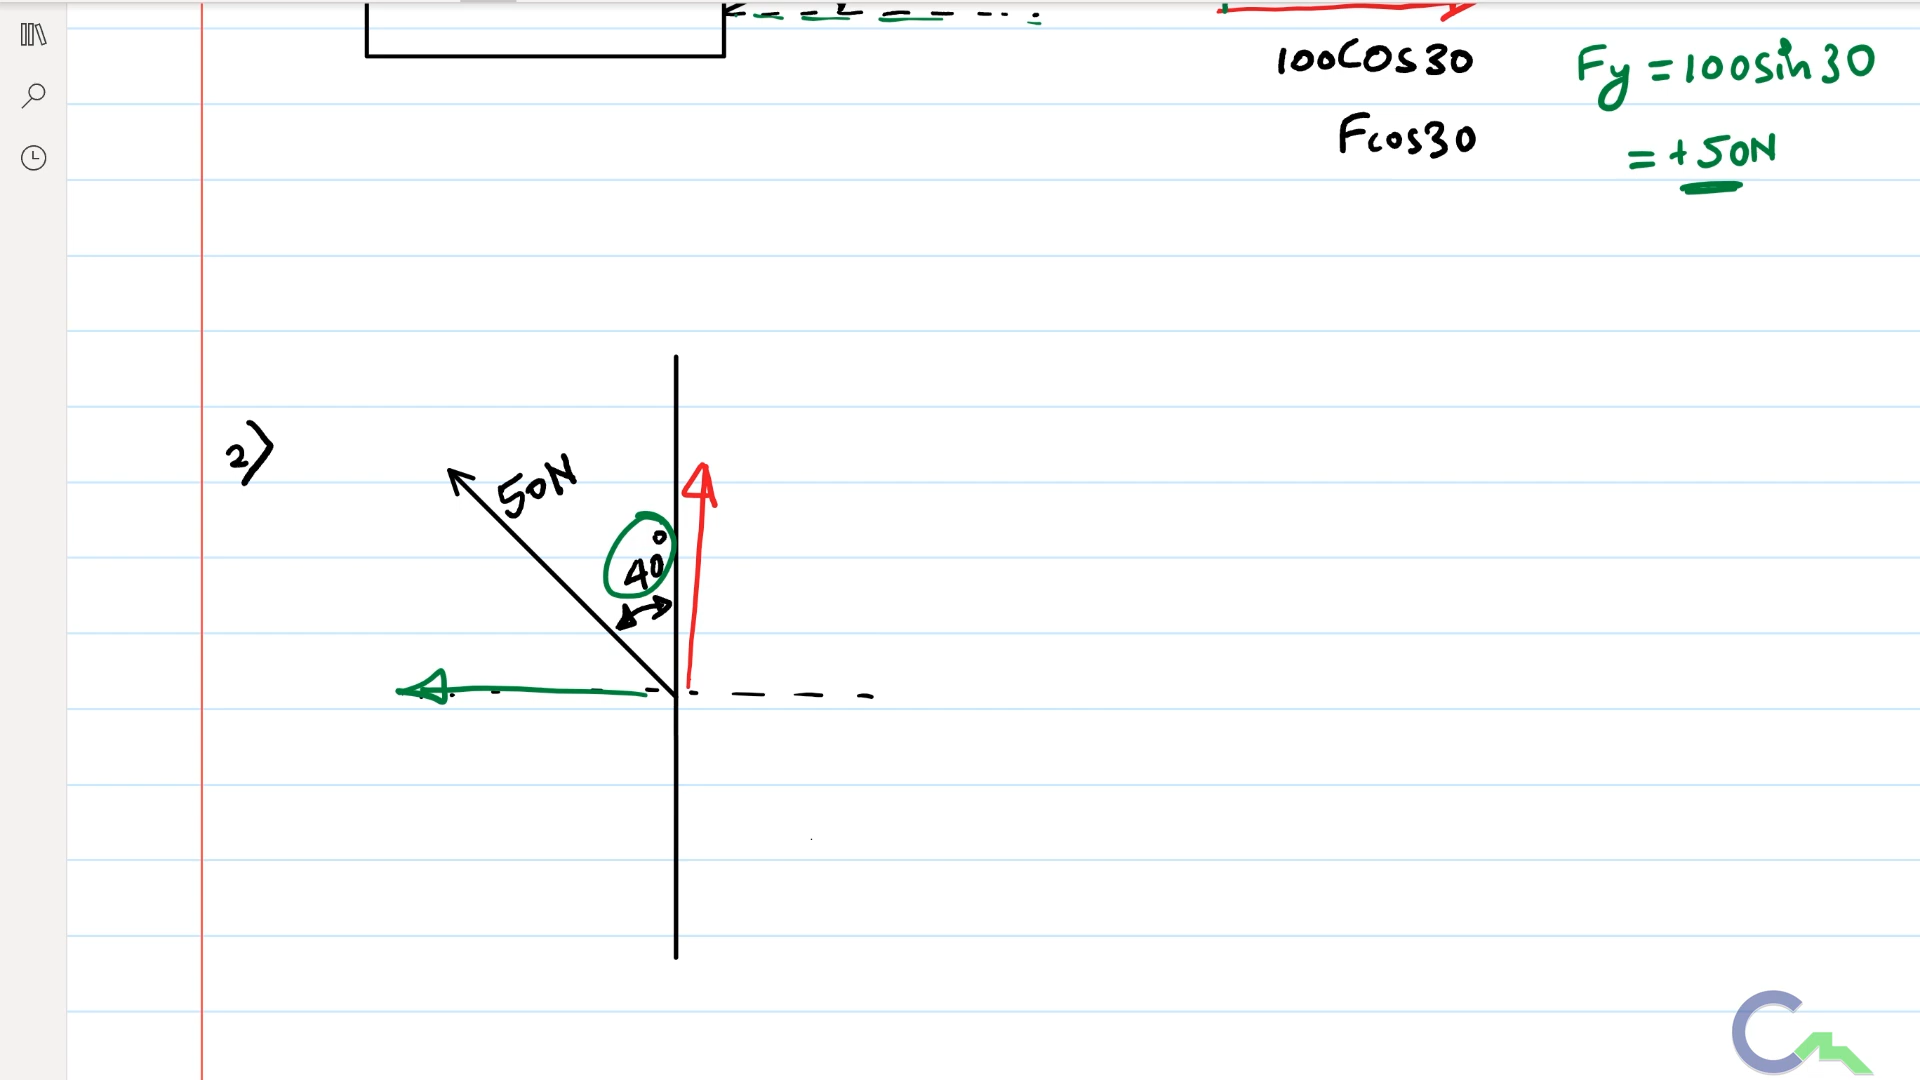 100COS30
Fcos30
Fy = 100sin30
= +50N
2)
50N
40°